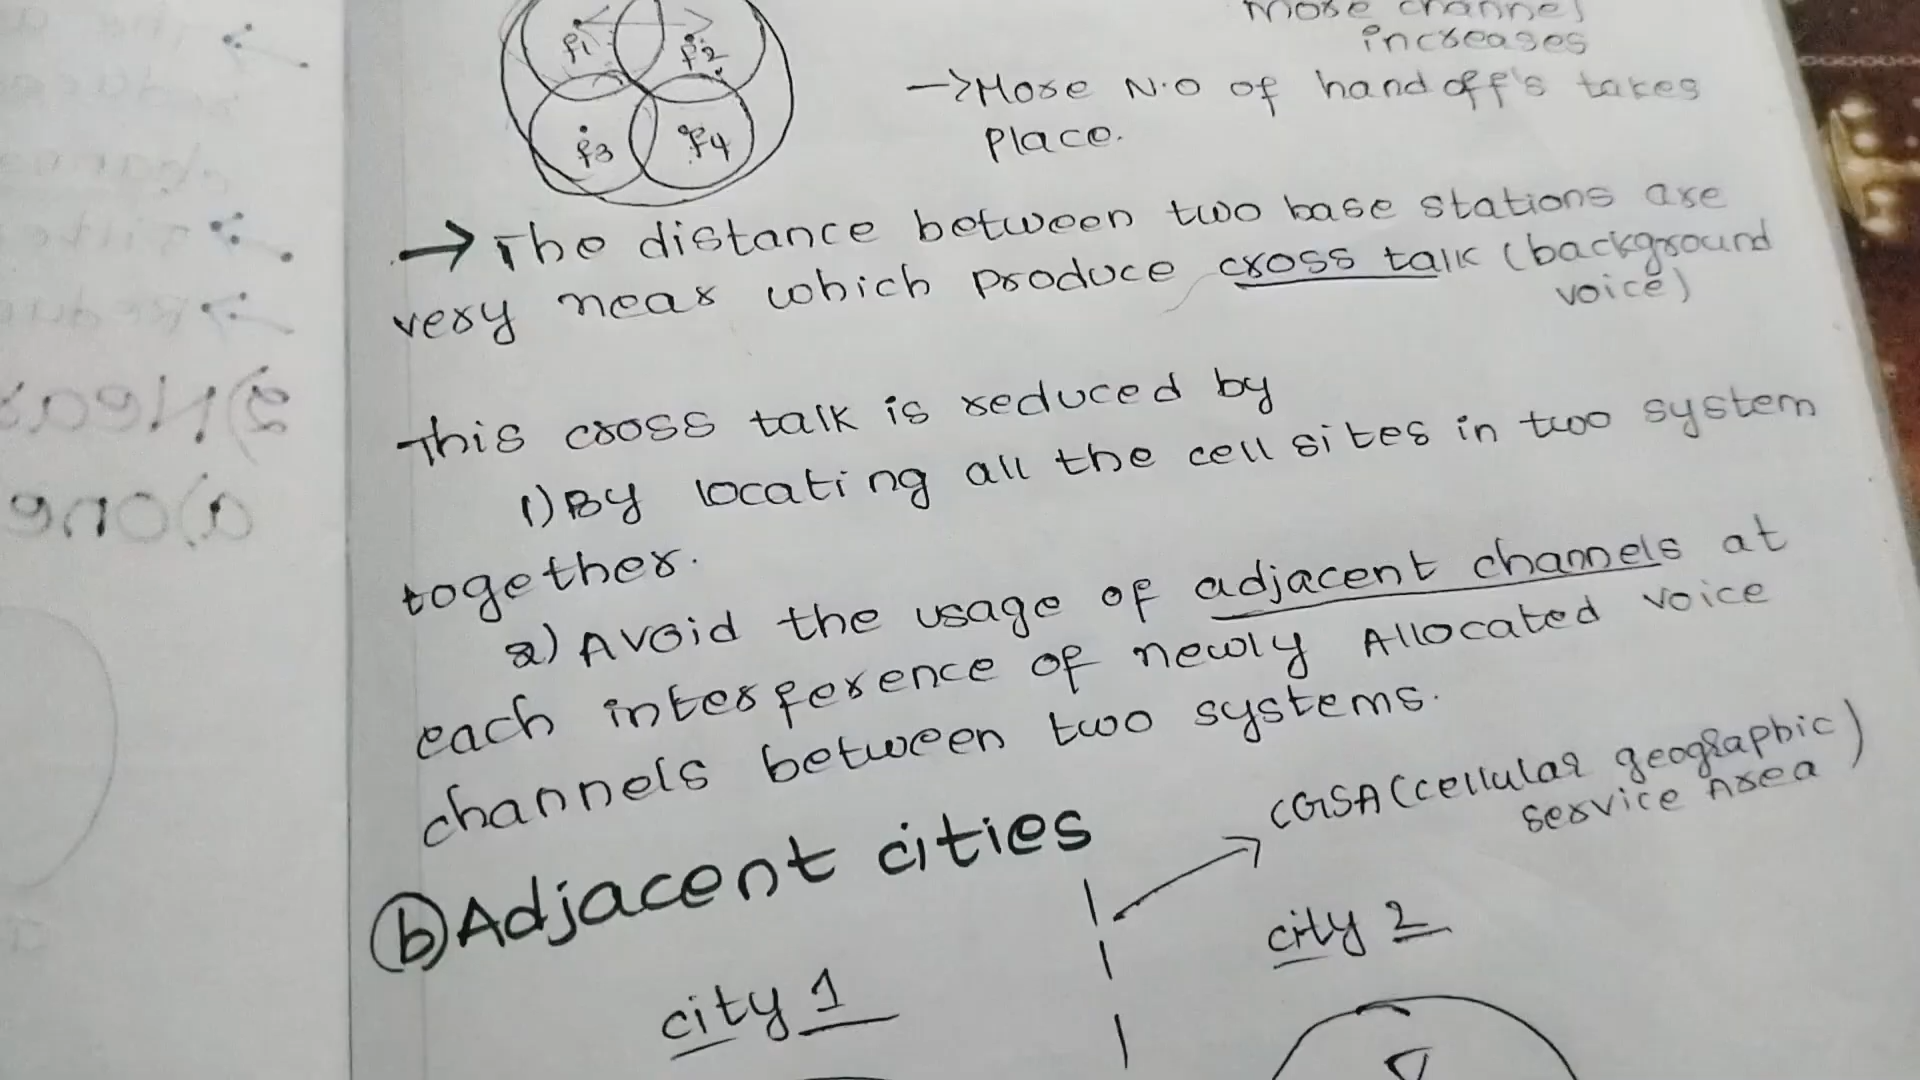 f1 f2
f3 f4
More channel
increases
→More N.O of hand off's takes
place.
→The distance between two base stations are
very near which produce cross talk (background
voice)
This cross talk is reduced by
1)By locating all the cell sites in two system
together.
2)Avoid the usage of adjacent channels at
each interference of newly Allocated voice
channels between two systems.
CGSA(cellular geographic
service Area)
ⓑAdjacent cities
city 2
city 1